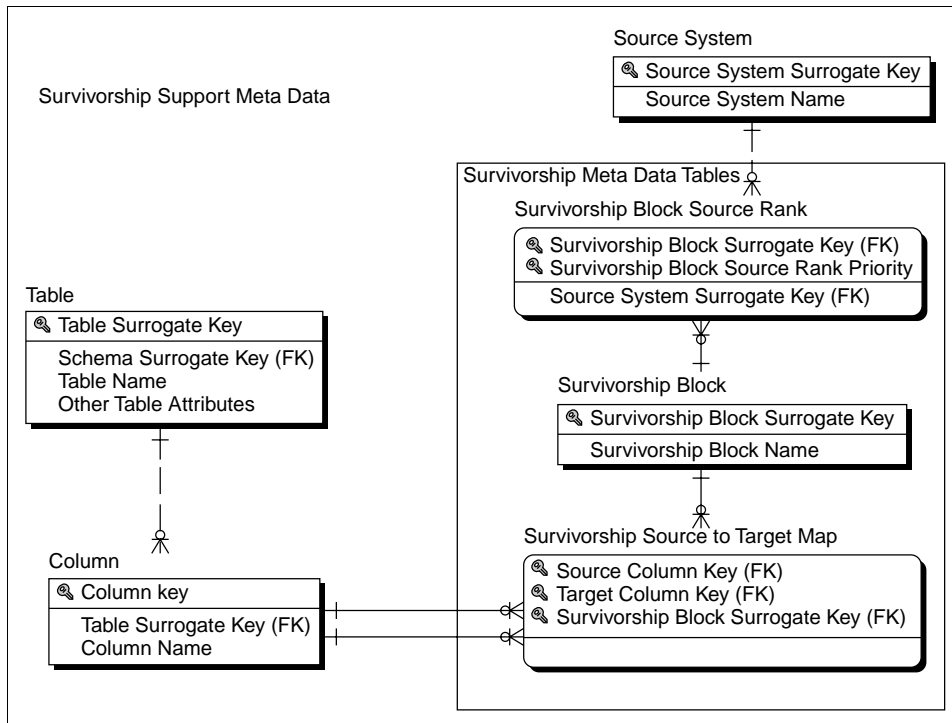 Source System
Source System Surrogate Key
Source System Name
Survivorship Support Meta Data
Survivorship Meta Data Tables
Survivorship Block Source Rank
Survivorship Block Surrogate Key (FK)
Survivorship Block Source Rank Priority
Source System Surrogate Key (FK)
Table
Table Surrogate Key
Schema Surrogate Key (FK)
Table Name
Other Table Attributes
Survivorship Block
Survivorship Block Surrogate Key
Survivorship Block Name
Column
Column key
Table Surrogate Key (FK)
Column Name
Survivorship Source to Target Map
Source Column Key (FK)
Target Column Key (FK)
Survivorship Block Surrogate Key (FK)